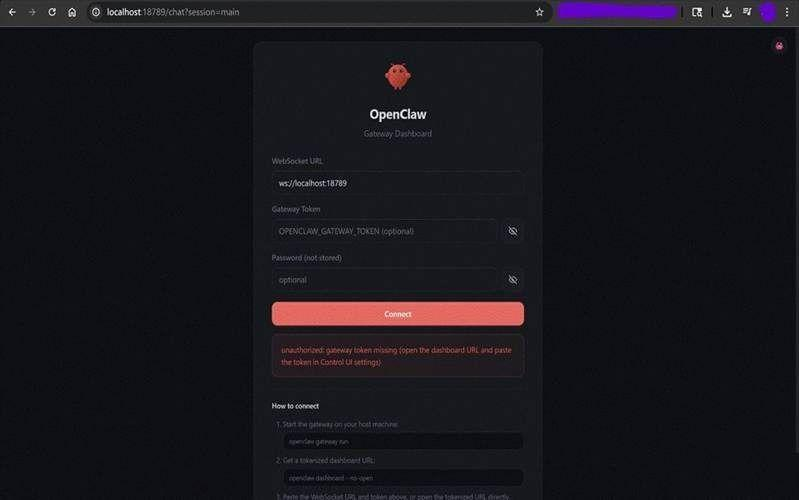 localhost:18789/chat?session=main
OpenClaw
Gateway Dashboard
WebSocket URL
ws://localhost:18789
Gateway Token
OPENCLAW_GATEWAY_TOKEN (optional)
Password (not stored)
optional
Connect
unauthorized: gateway token missing (open the dashboard URL and paste
the token in Control UI settings)
How to connect
1. Start the gateway on your host machine:
openclaw gateway run
2. Get a tokenized dashboard URL:
openclaw dashboard --no-open
3. Paste the WebSocket URL and token above, or open the tokenized URL directly.